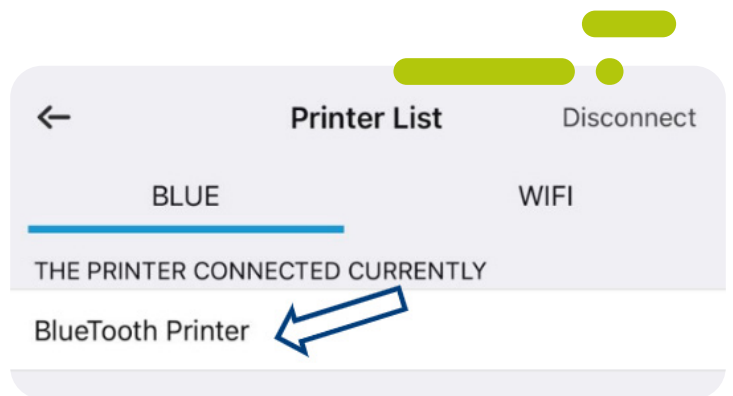 Printer List Disconnect
BLUE WIFI
THE PRINTER CONNECTED CURRENTLY
BlueTooth Printer